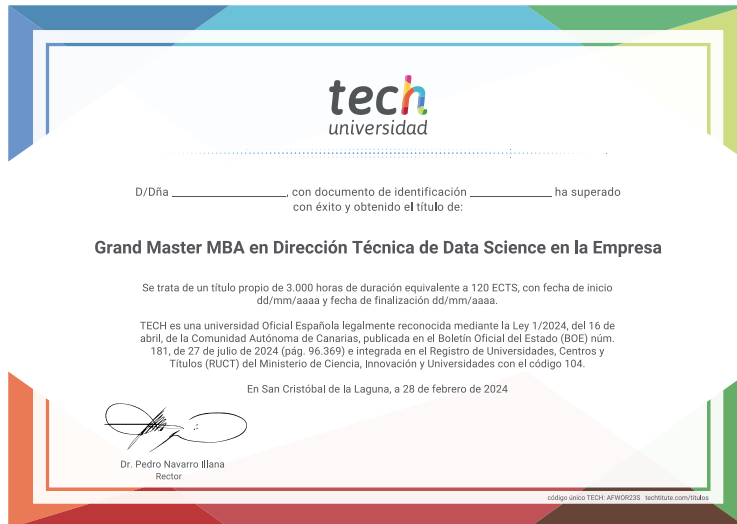 tech
universidad
D/Dña ____________________, con documento de identificación ______________ ha superado
con éxito y obtenido el título de:
Grand Master MBA en Dirección Técnica de Data Science en la Empresa
Se trata de un título propio de 3.000 horas de duración equivalente a 120 ECTS, con fecha de inicio
dd/mm/aaaa y fecha de finalización dd/mm/aaaa.
TECH es una universidad Oficial Española legalmente reconocida mediante la Ley 1/2024, del 16 de
abril, de la Comunidad Autónoma de Canarias, publicada en el Boletín Oficial del Estado (BOE) núm.
181, de 27 de julio de 2024 (pág. 96.369) e integrada en el Registro de Universidades, Centros y
Títulos (RUCT) del Ministerio de Ciencia, Innovación y Universidades con el código 104.
En San Cristóbal de la Laguna, a 28 de febrero de 2024
Dr. Pedro Navarro Illana
Rector
código único TECH: AFWOR23S techtitute.com/titulos